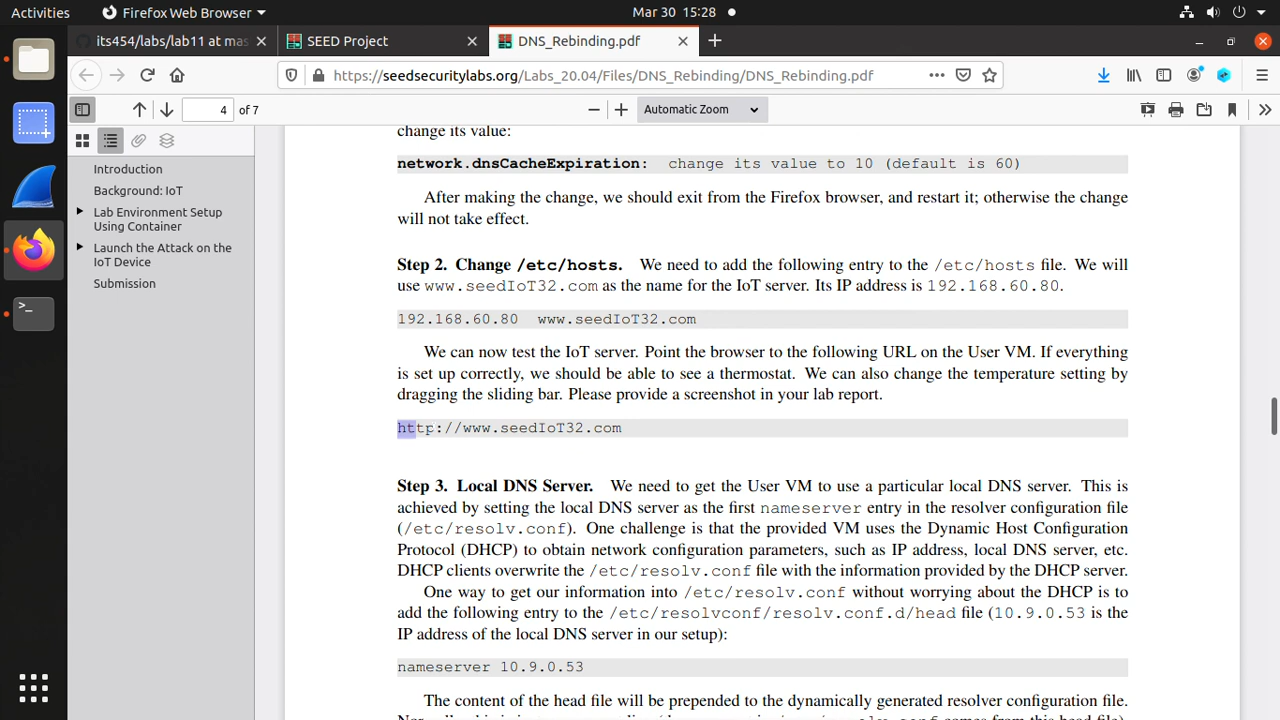 Activities
Firefox Web Browser
Mar 30 15:28
its454/labs/lab11 at mas
SEED Project
DNS_Rebinding.pdf
https://seedsecuritylabs.org/Labs_20.04/Files/DNS_Rebinding/DNS_Rebinding.pdf
4 of 7
Automatic Zoom
Introduction
Background: IoT
Lab Environment Setup
Using Container
Launch the Attack on the
IoT Device
Submission
change its value:
network.dnsCacheExpiration: change its value to 10 (default is 60)
After making the change, we should exit from the Firefox browser, and restart it; otherwise the change
will not take effect.
Step 2. Change /etc/hosts. We need to add the following entry to the /etc/hosts file. We will
use www.seedIoT32.com as the name for the IoT server. Its IP address is 192.168.60.80.
192.168.60.80 www.seedIoT32.com
We can now test the IoT server. Point the browser to the following URL on the User VM. If everything
is set up correctly, we should be able to see a thermostat. We can also change the temperature setting by
dragging the sliding bar. Please provide a screenshot in your lab report.
http://www.seedIoT32.com
Step 3. Local DNS Server. We need to get the User VM to use a particular local DNS server. This is
achieved by setting the local DNS server as the first nameserver entry in the resolver configuration file
(/etc/resolv.conf). One challenge is that the provided VM uses the Dynamic Host Configuration
Protocol (DHCP) to obtain network configuration parameters, such as IP address, local DNS server, etc.
DHCP clients overwrite the /etc/resolv.conf file with the information provided by the DHCP server.
One way to get our information into /etc/resolv.conf without worrying about the DHCP is to
add the following entry to the /etc/resolvconf/resolv.conf.d/head file (10.9.0.53 is the
IP address of the local DNS server in our setup):
nameserver 10.9.0.53
The content of the head file will be prepended to the dynamically generated resolver configuration file.